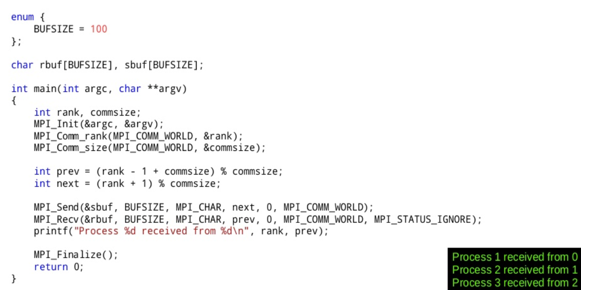 enum {
    BUFSIZE = 100
};
char rbuf[BUFSIZE], sbuf[BUFSIZE];
int main(int argc, char **argv)
{
    int rank, commsize;
    MPI_Init(&argc, &argv);
    MPI_Comm_rank(MPI_COMM_WORLD, &rank);
    MPI_Comm_size(MPI_COMM_WORLD, &commsize);
    int prev = (rank - 1 + commsize) % commsize;
    int next = (rank + 1) % commsize;
    MPI_Send(&sbuf, BUFSIZE, MPI_CHAR, next, 0, MPI_COMM_WORLD);
    MPI_Recv(&rbuf, BUFSIZE, MPI_CHAR, prev, 0, MPI_COMM_WORLD, MPI_STATUS_IGNORE);
    printf("Process %d received from %d\n", rank, prev);
    MPI_Finalize();
    return 0;
}
Process 1 received from 0
Process 2 received from 1
Process 3 received from 2